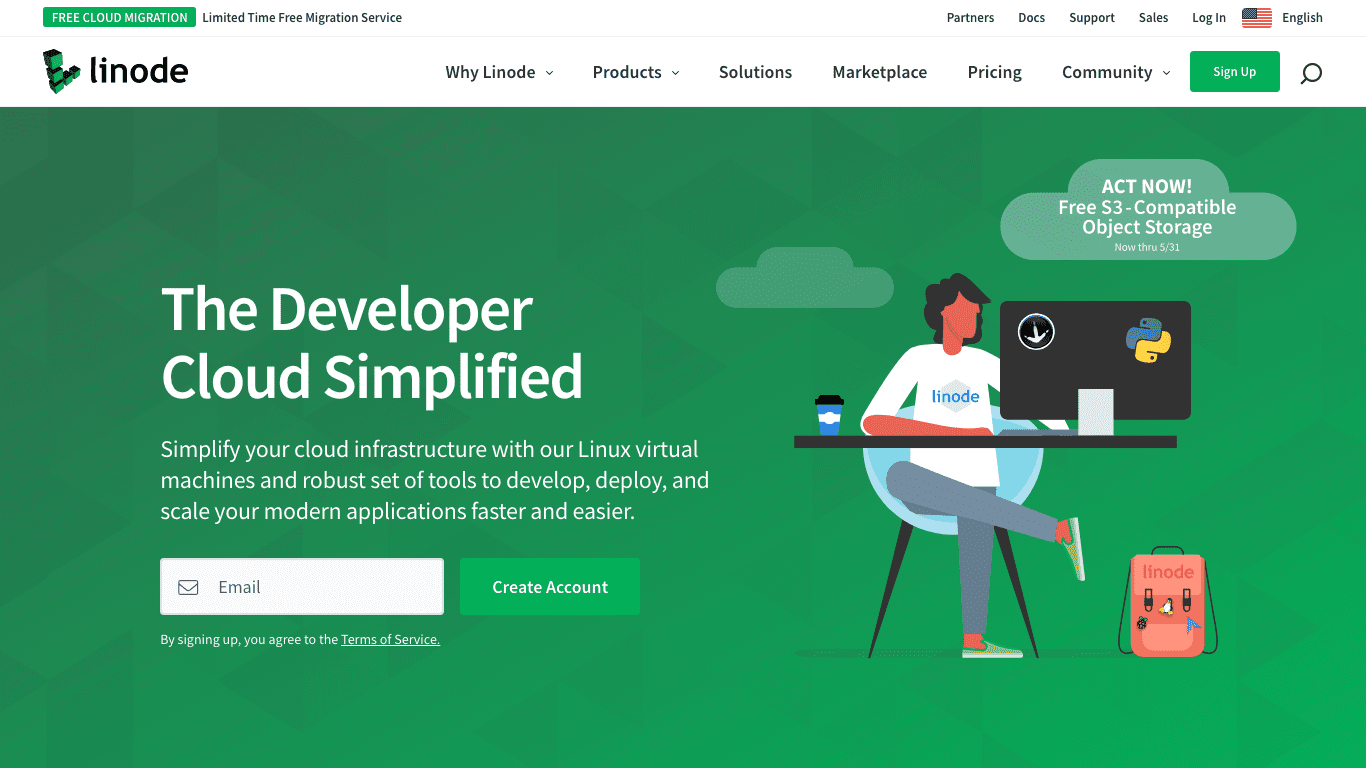 FREE CLOUD MIGRATION Limited Time Free Migration Service
Partners Docs Support Sales Log In English
linode
Why Linode Products Solutions Marketplace Pricing Community Sign Up
ACT NOW!
Free S3-Compatible
Object Storage
Now thru 5/31
The Developer
Cloud Simplified
Simplify your cloud infrastructure with our Linux virtual
machines and robust set of tools to develop, deploy, and
scale your modern applications faster and easier.
Email
Create Account
By signing up, you agree to the Terms of Service.
linode
linode